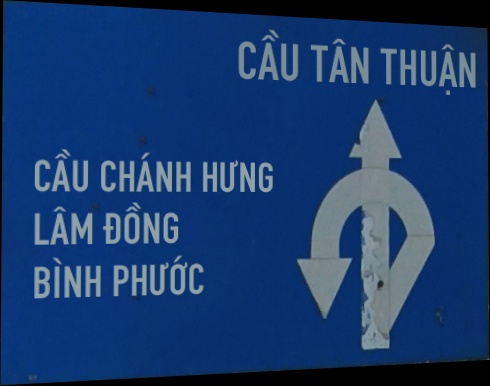 CẦU TÂN THUẬN
CẦU CHÁNH HƯNG
LÂM ĐỒNG
BÌNH PHƯỚC